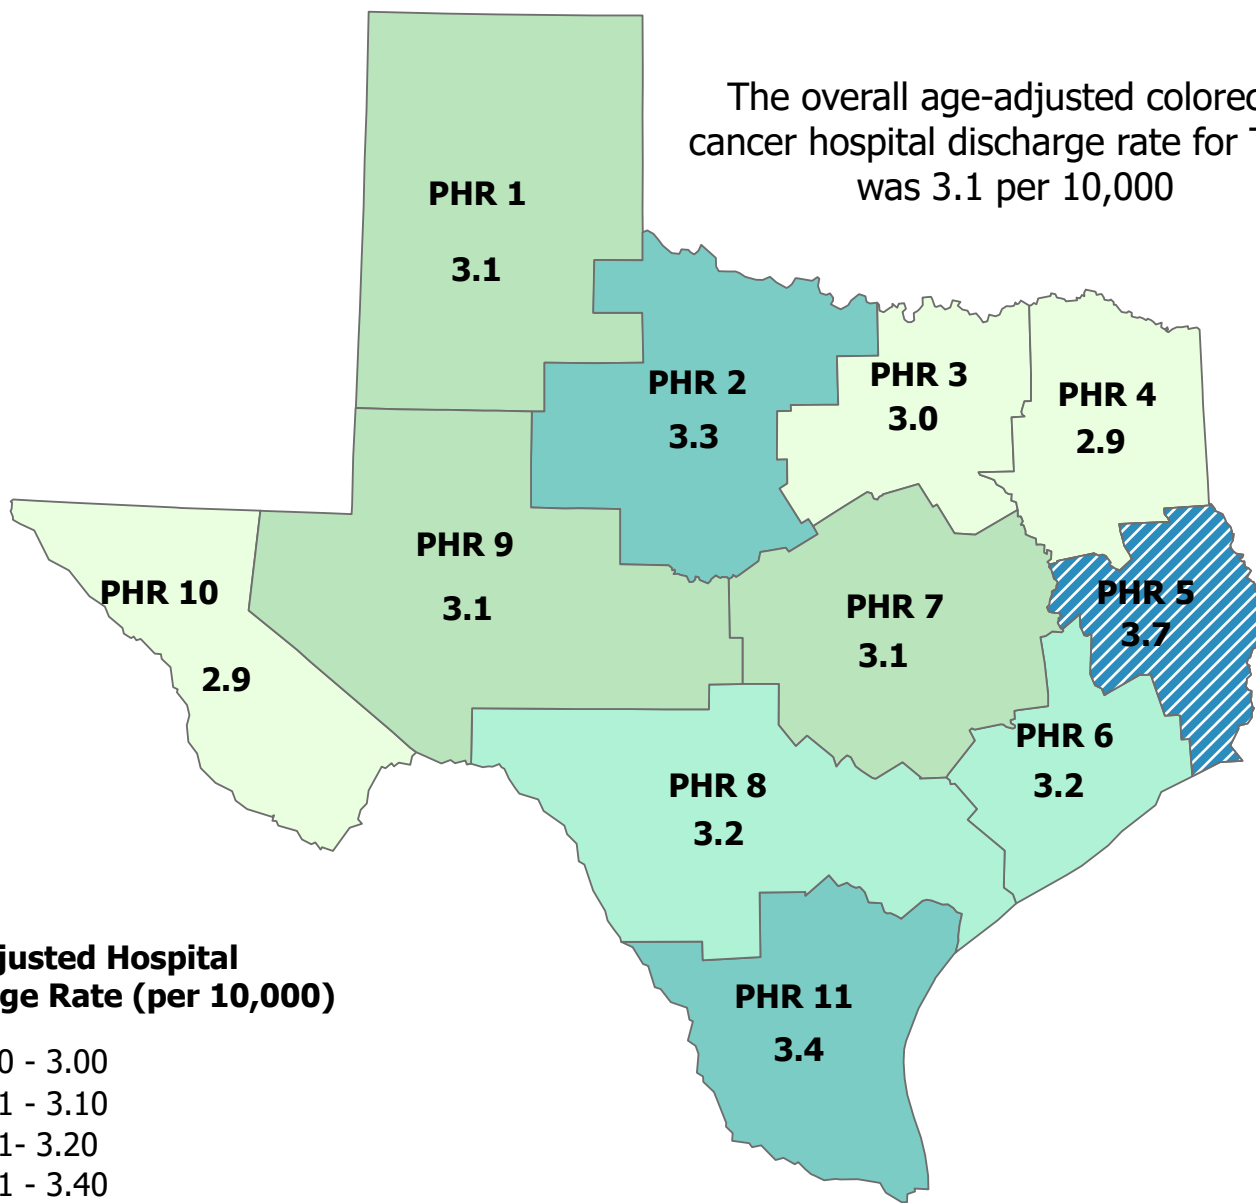 The overall age-adjusted colorec
cancer hospital discharge rate for
was 3.1 per 10,000
PHR 1
3.1
PHR 2
3.3
PHR 3
3.0
PHR 4
2.9
PHR 9
3.1
PHR 10
2.9
PHR 7
3.1
PHR 5
3.7
PHR 6
3.2
PHR 8
3.2
PHR 11
3.4
justed Hospital
ge Rate (per 10,000)
0 - 3.00
1 - 3.10
1- 3.20
1 - 3.40